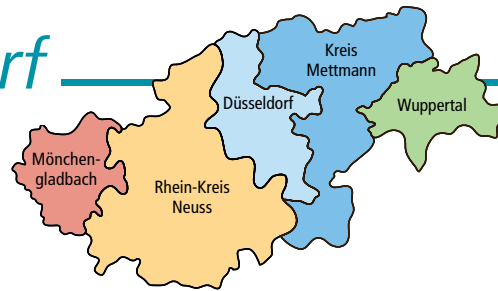 rf
Kreis
Mettmann
Düsseldorf
Wuppertal
Mönchen-
gladbach
Rhein-Kreis
Neuss